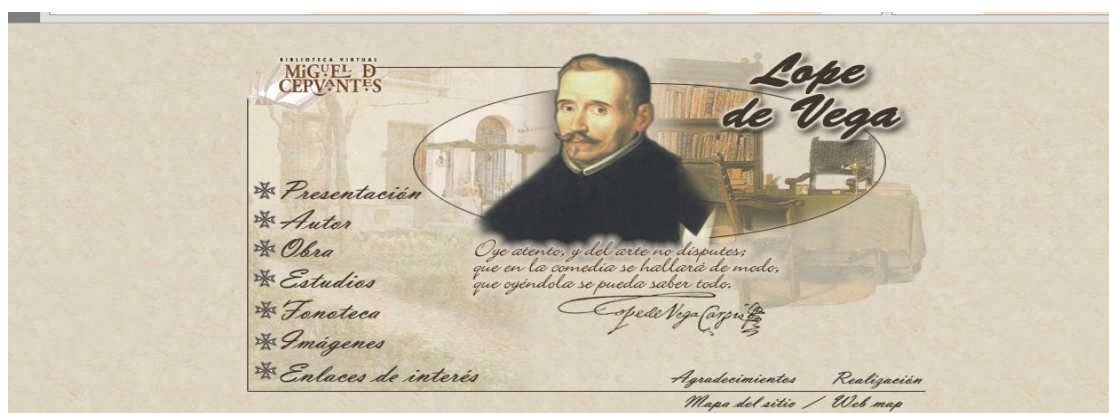 BIBLIOTECA VIRTUAL
MIGUEL DE
CERVANTES
Lope
de Vega
Presentación
Autor
Obra
Estudios
Fonoteca
Imágenes
Enlaces de interés
Oye atento, y del arte no disputes;
que en la comedia se hallará de modo,
que oyéndola se pueda saber todo.
Lope de Vega Carpio
Agradecimientos Realización
Mapa del sitio / Web map